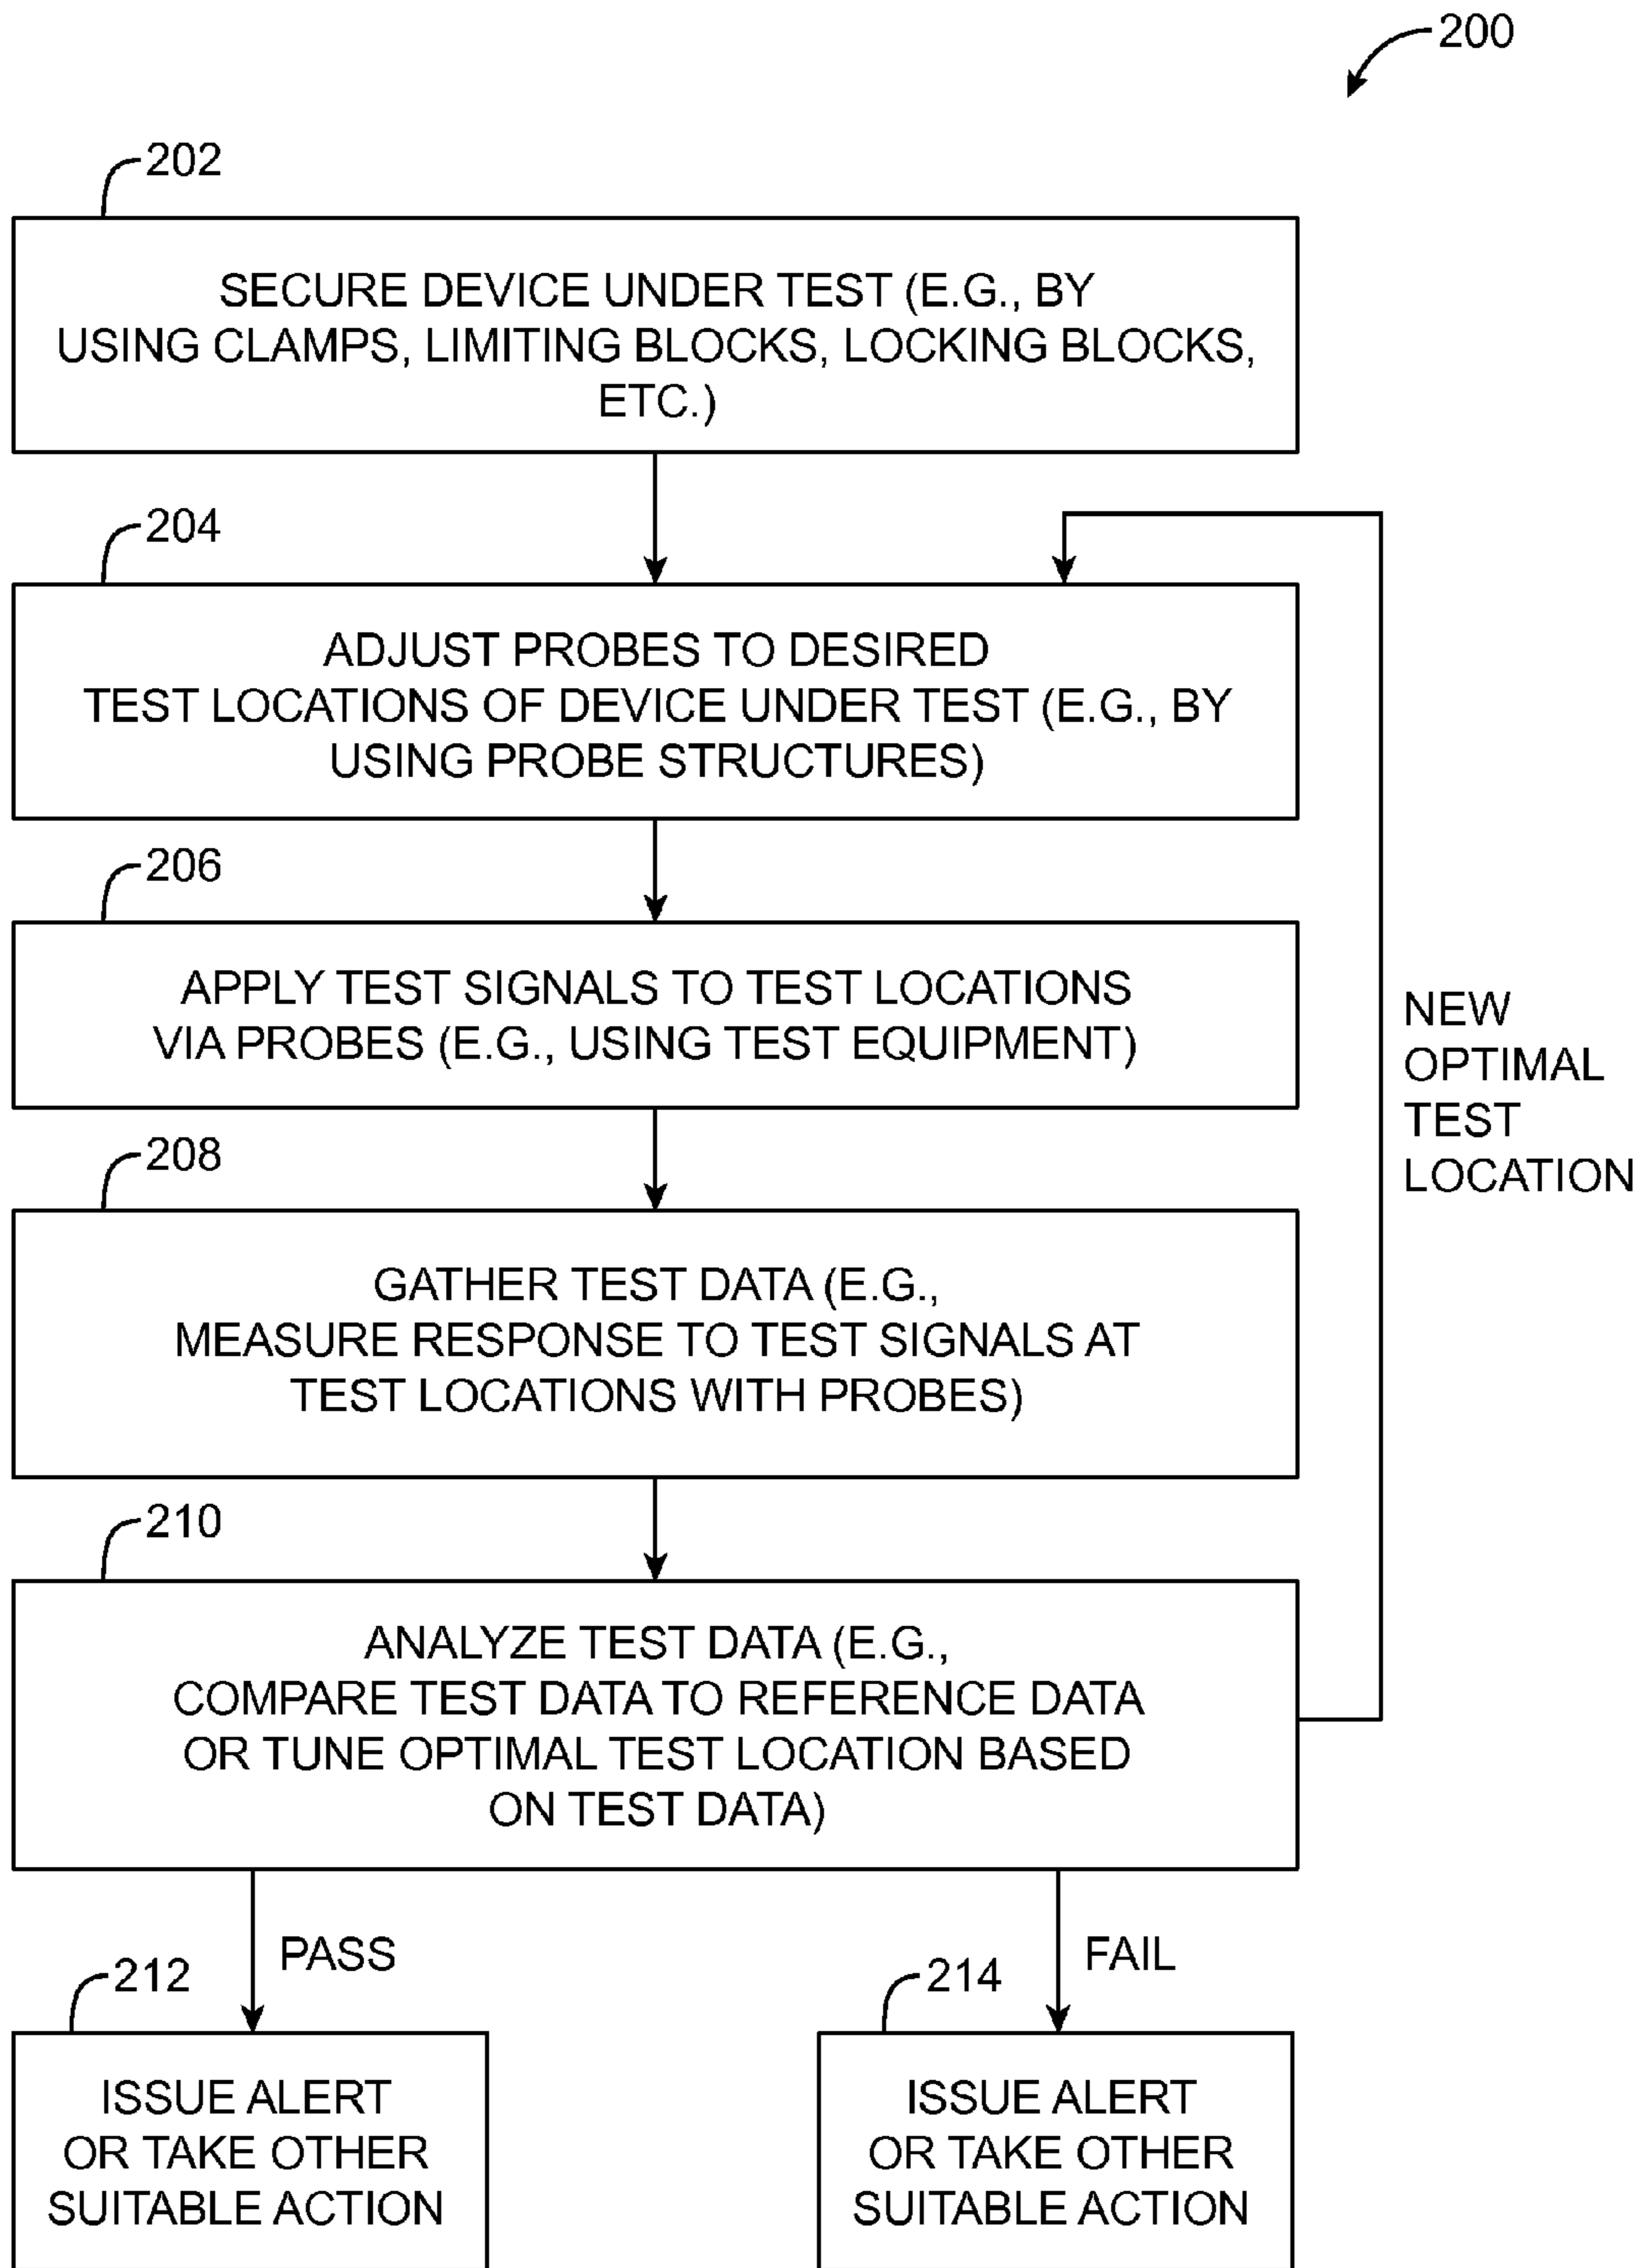 200
202
SECURE DEVICE UNDER TEST (E.G., BY
USING CLAMPS, LIMITING BLOCKS, LOCKING BLOCKS,
ETC.)
204
ADJUST PROBES TO DESIRED
TEST LOCATIONS OF DEVICE UNDER TEST (E.G., BY
USING PROBE STRUCTURES)
206
APPLY TEST SIGNALS TO TEST LOCATIONS
VIA PROBES (E.G., USING TEST EQUIPMENT)
NEW
OPTIMAL
TEST
LOCATION
208
GATHER TEST DATA (E.G.,
MEASURE RESPONSE TO TEST SIGNALS AT
TEST LOCATIONS WITH PROBES)
210
ANALYZE TEST DATA (E.G.,
COMPARE TEST DATA TO REFERENCE DATA
OR TUNE OPTIMAL TEST LOCATION BASED
ON TEST DATA)
PASS
FAIL
212
ISSUE ALERT
OR TAKE OTHER
SUITABLE ACTION
214
ISSUE ALERT
OR TAKE OTHER
SUITABLE ACTION